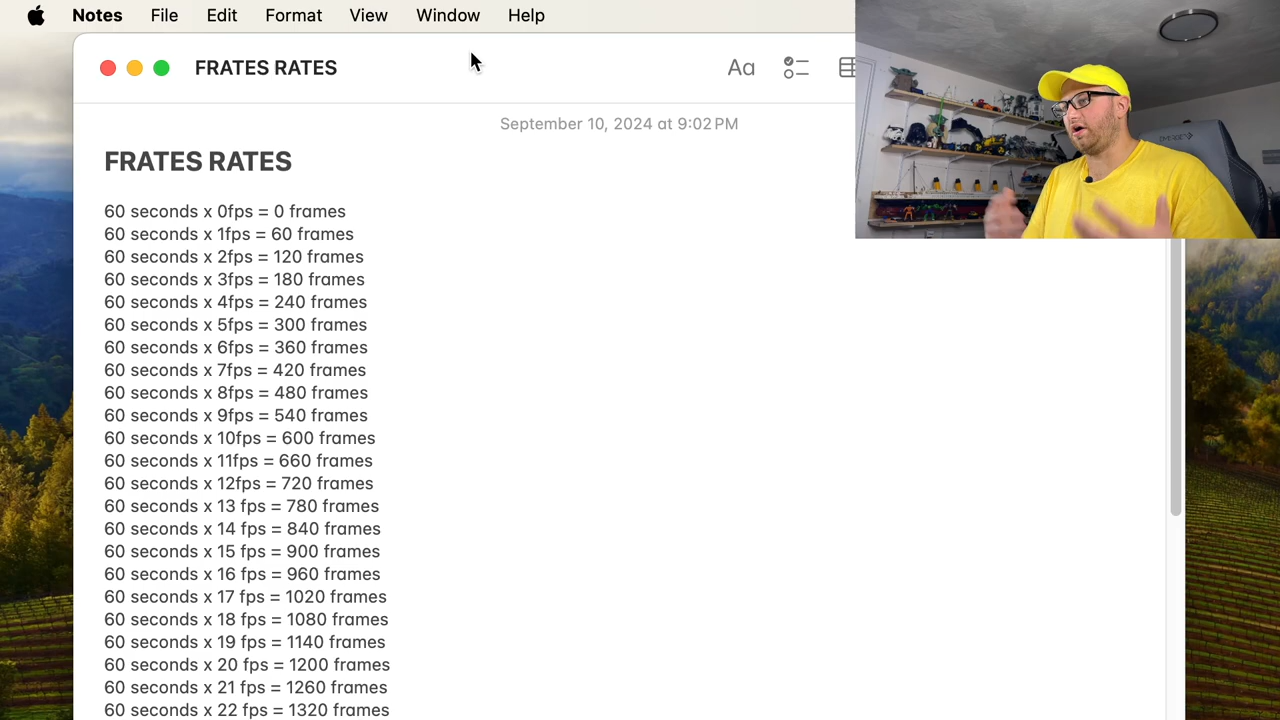 Notes File Edit Format View Window Help
FRATES RATES
Aa
September 10, 2024 at 9:02 PM
FRATES RATES
60 seconds x 0fps = 0 frames
60 seconds x 1fps = 60 frames
60 seconds x 2fps = 120 frames
60 seconds x 3fps = 180 frames
60 seconds x 4fps = 240 frames
60 seconds x 5fps = 300 frames
60 seconds x 6fps = 360 frames
60 seconds x 7fps = 420 frames
60 seconds x 8fps = 480 frames
60 seconds x 9fps = 540 frames
60 seconds x 10fps = 600 frames
60 seconds x 11fps = 660 frames
60 seconds x 12fps = 720 frames
60 seconds x 13 fps = 780 frames
60 seconds x 14 fps = 840 frames
60 seconds x 15 fps = 900 frames
60 seconds x 16 fps = 960 frames
60 seconds x 17 fps = 1020 frames
60 seconds x 18 fps = 1080 frames
60 seconds x 19 fps = 1140 frames
60 seconds x 20 fps = 1200 frames
60 seconds x 21 fps = 1260 frames
60 seconds x 22 fps = 1320 frames